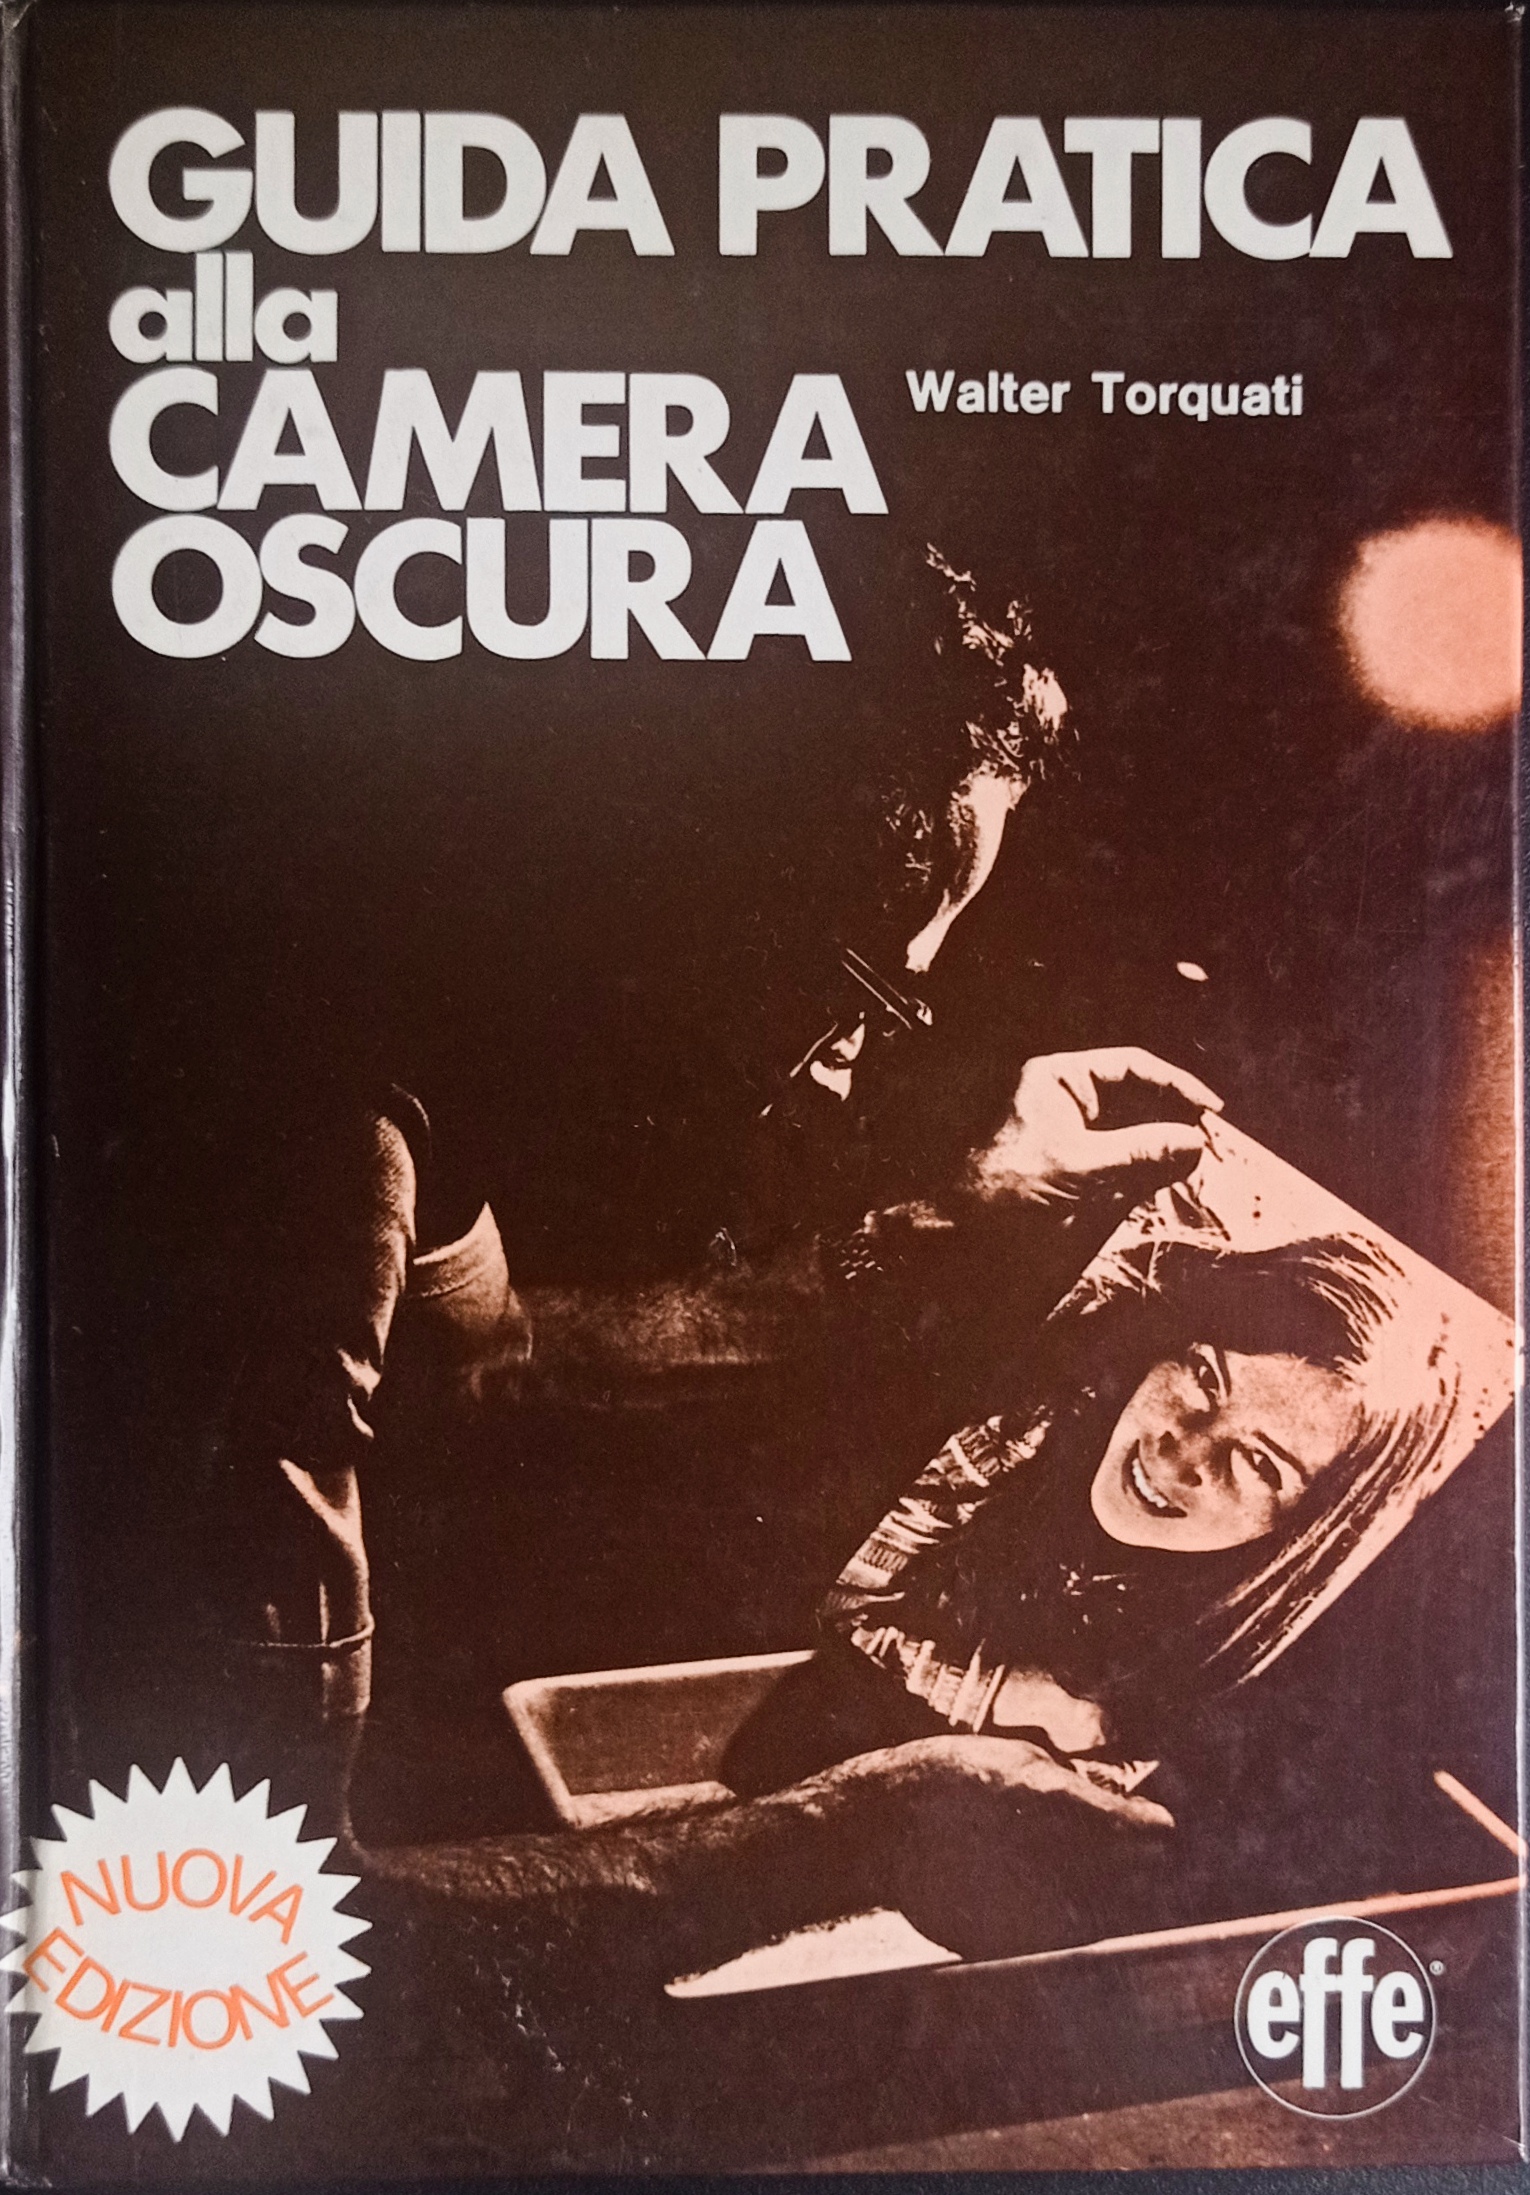 GUIDA PRATICA
alla
CAMERA
Walter Torquati
OSCURA
NUOVA
EDIZIONE
effe®